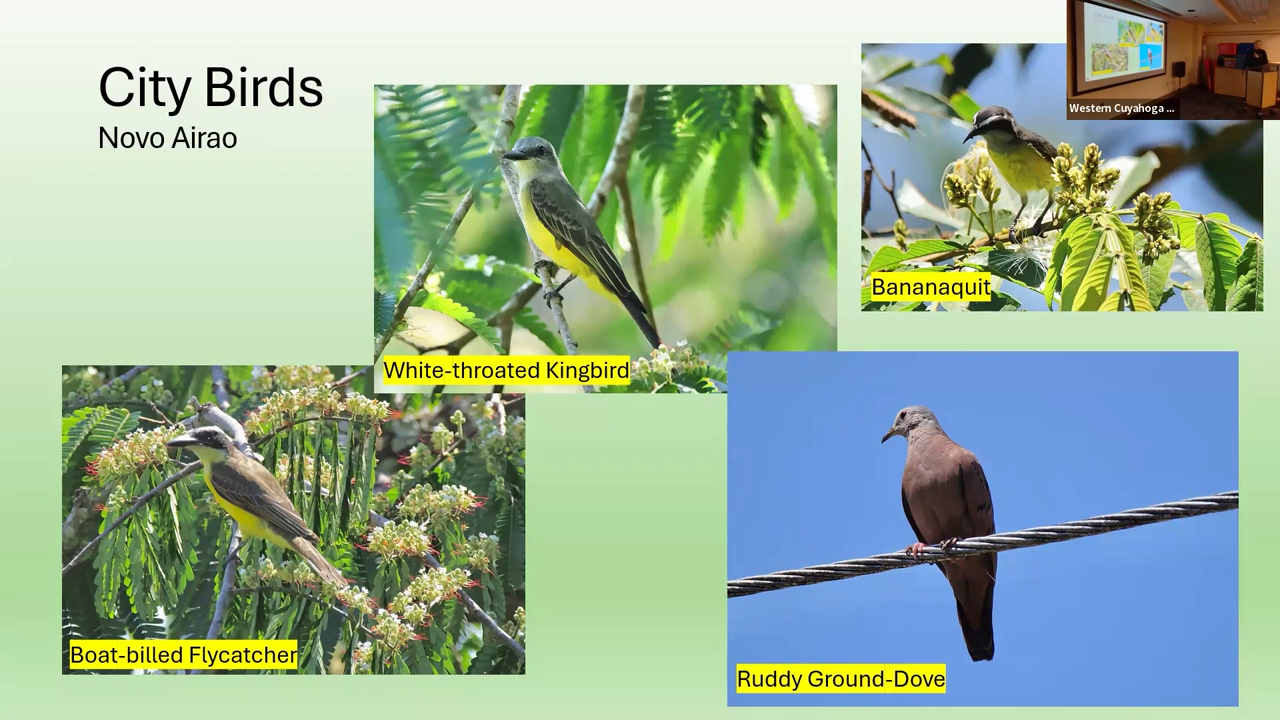 City Birds
Novo Airao
White-throated Kingbird
Bananaquit
Western Cuyahoga ...
Boat-billed Flycatcher
Ruddy Ground-Dove